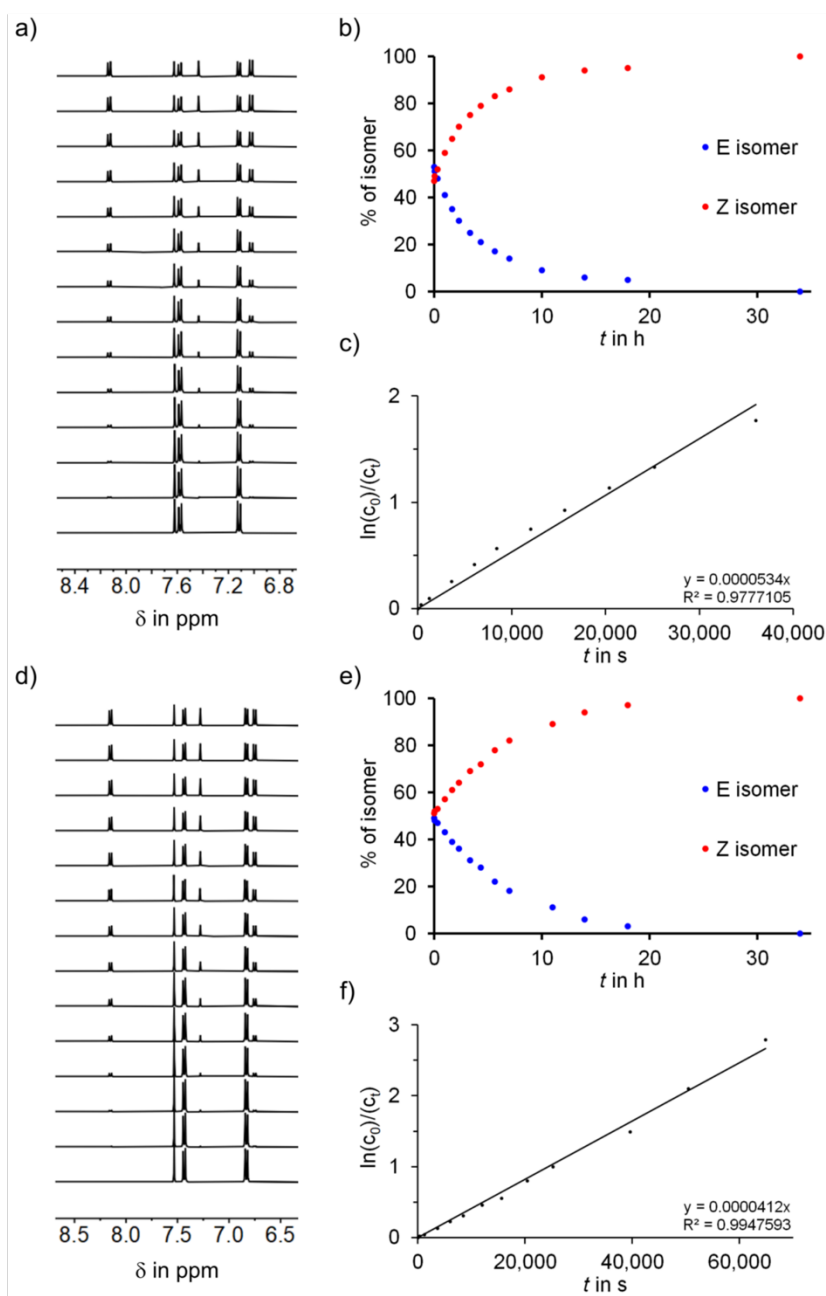 a)
8.4 8.0 7.6 7.2 6.8
δ in ppm
b)
100
80
60
40
20
0
% of isomer
E isomer
Z isomer
0 10 20 30
t in h
c)
2
1
0
ln(c₀)/(cₜ)
y = 0.0000534x
R² = 0.9777105
0 10,000 20,000 30,000 40,000
t in s
d)
8.5 8.0 7.5 7.0 6.5
δ in ppm
e)
100
80
60
40
20
0
% of isomer
E isomer
Z isomer
0 10 20 30
t in h
f)
3
2
1
0
ln(c₀)/(cₜ)
y = 0.0000412x
R² = 0.9947593
0 20,000 40,000 60,000
t in s